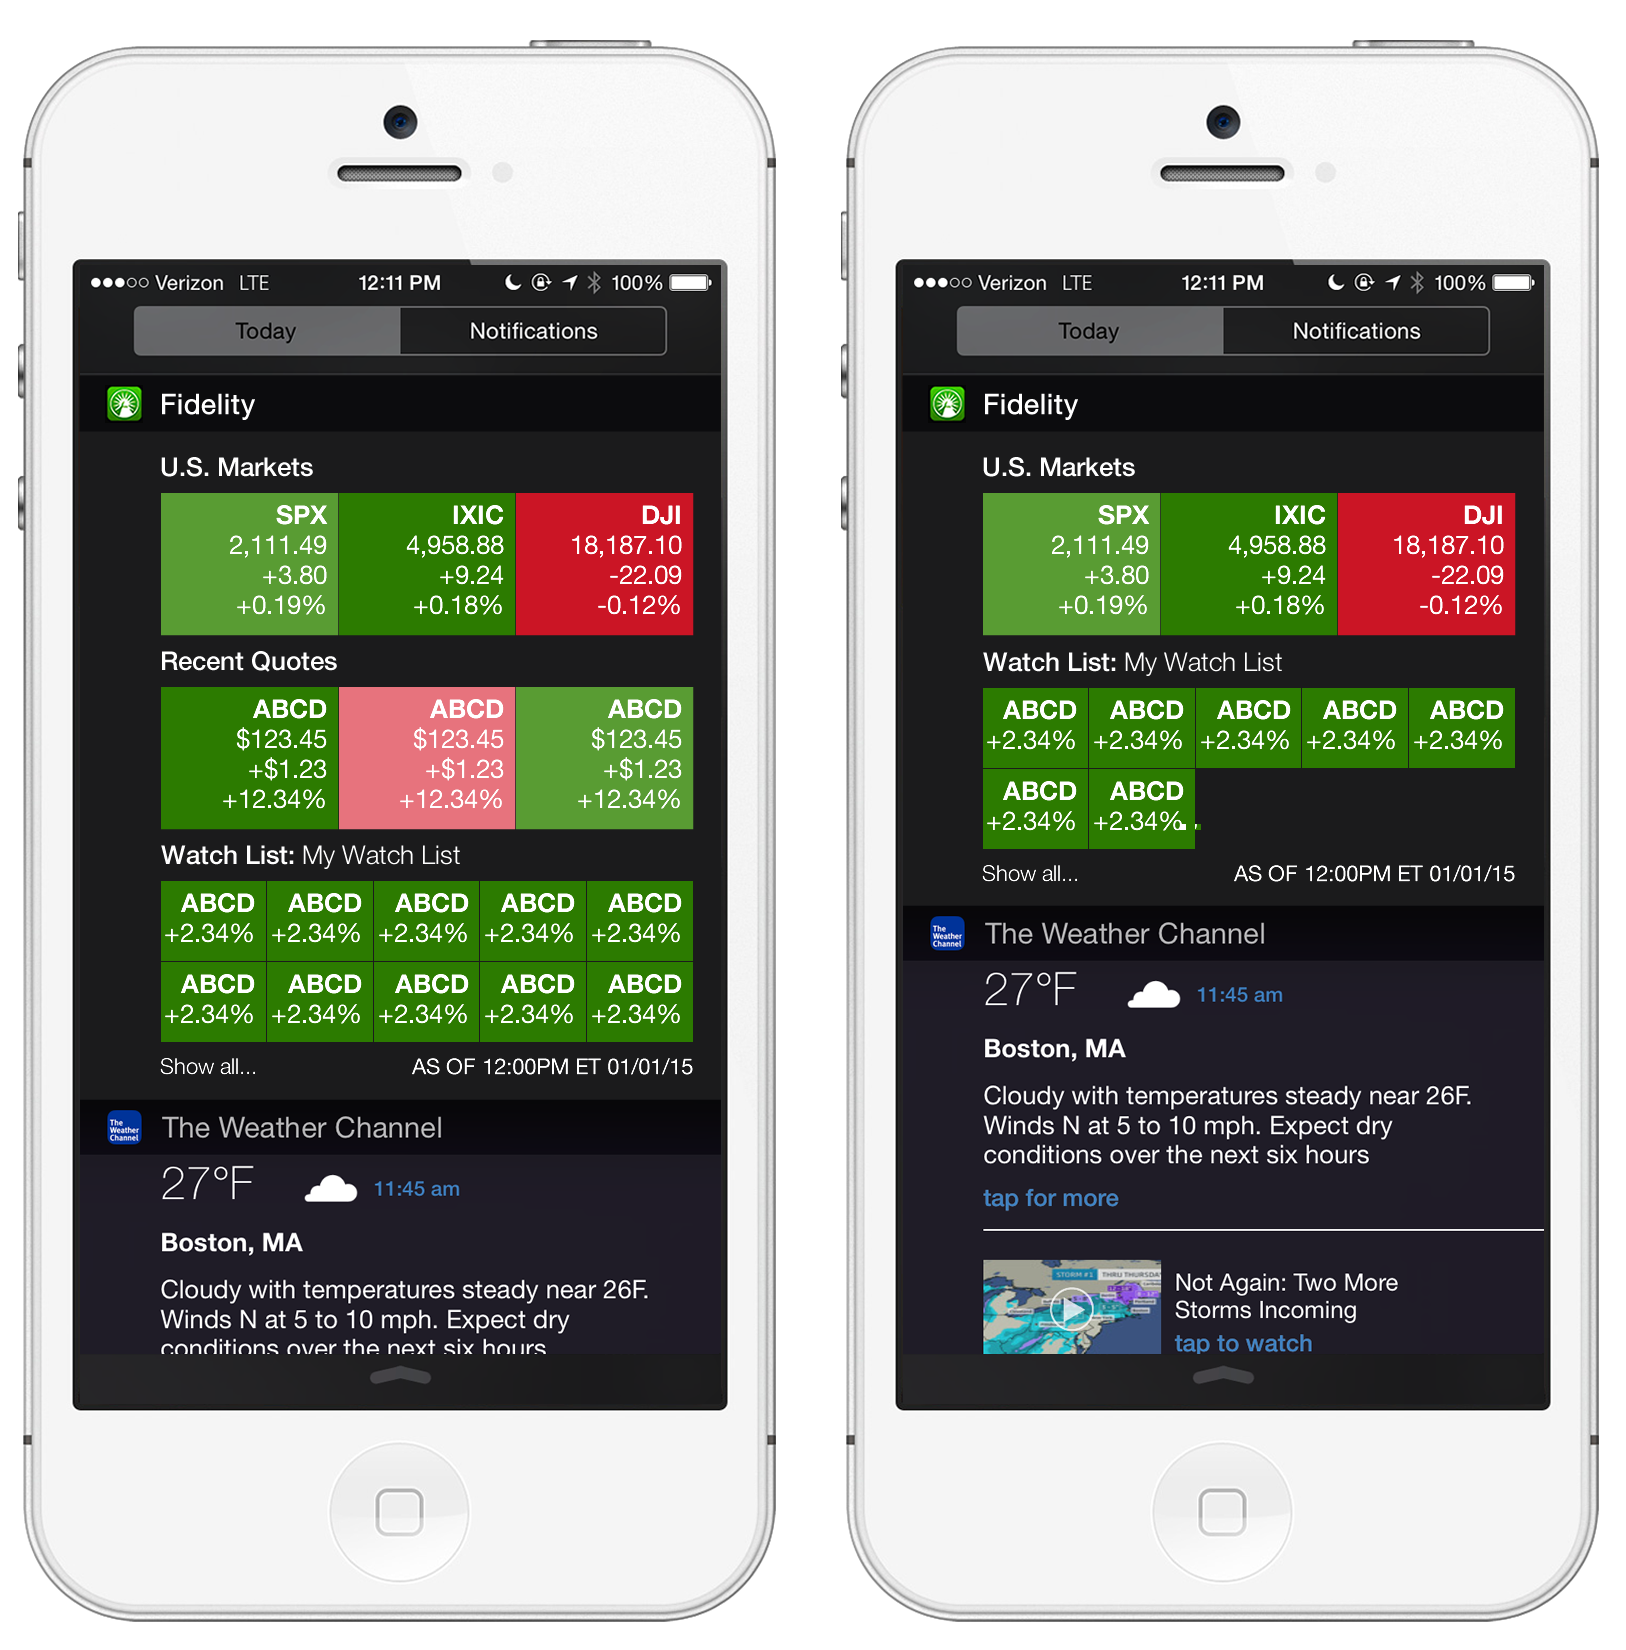 Verizon LTE 12:11 PM 100%
Today Notifications
Fidelity
U.S. Markets
SPX IXIC DJI
2,111.49 4,958.88 18,187.10
+3.80 +9.24 -22.09
+0.19% +0.18% -0.12%
Recent Quotes
ABCD ABCD ABCD
$123.45 $123.45 $123.45
+$1.23 +$1.23 +$1.23
+12.34% +12.34% +12.34%
Watch List: My Watch List
ABCD ABCD ABCD ABCD ABCD
+2.34% +2.34% +2.34% +2.34% +2.34%
ABCD ABCD ABCD ABCD ABCD
+2.34% +2.34% +2.34% +2.34% +2.34%
Show all... AS OF 12:00PM ET 01/01/15
The Weather Channel The Weather Channel
27°F 11:45 am
Boston, MA
Cloudy with temperatures steady near 26F.
Winds N at 5 to 10 mph. Expect dry
conditions over the next six hours
Verizon LTE 12:11 PM 100%
Today Notifications
Fidelity
U.S. Markets
SPX IXIC DJI
2,111.49 4,958.88 18,187.10
+3.80 +9.24 -22.09
+0.19% +0.18% -0.12%
Watch List: My Watch List
ABCD ABCD ABCD ABCD ABCD
+2.34% +2.34% +2.34% +2.34% +2.34%
ABCD ABCD
+2.34% +2.34%
Show all... AS OF 12:00PM ET 01/01/15
The Weather Channel The Weather Channel
27°F 11:45 am
Boston, MA
Cloudy with temperatures steady near 26F.
Winds N at 5 to 10 mph. Expect dry
conditions over the next six hours
tap for more
STORM #1 THRU THURSDAY
Not Again: Two More
Storms Incoming
tap to watch